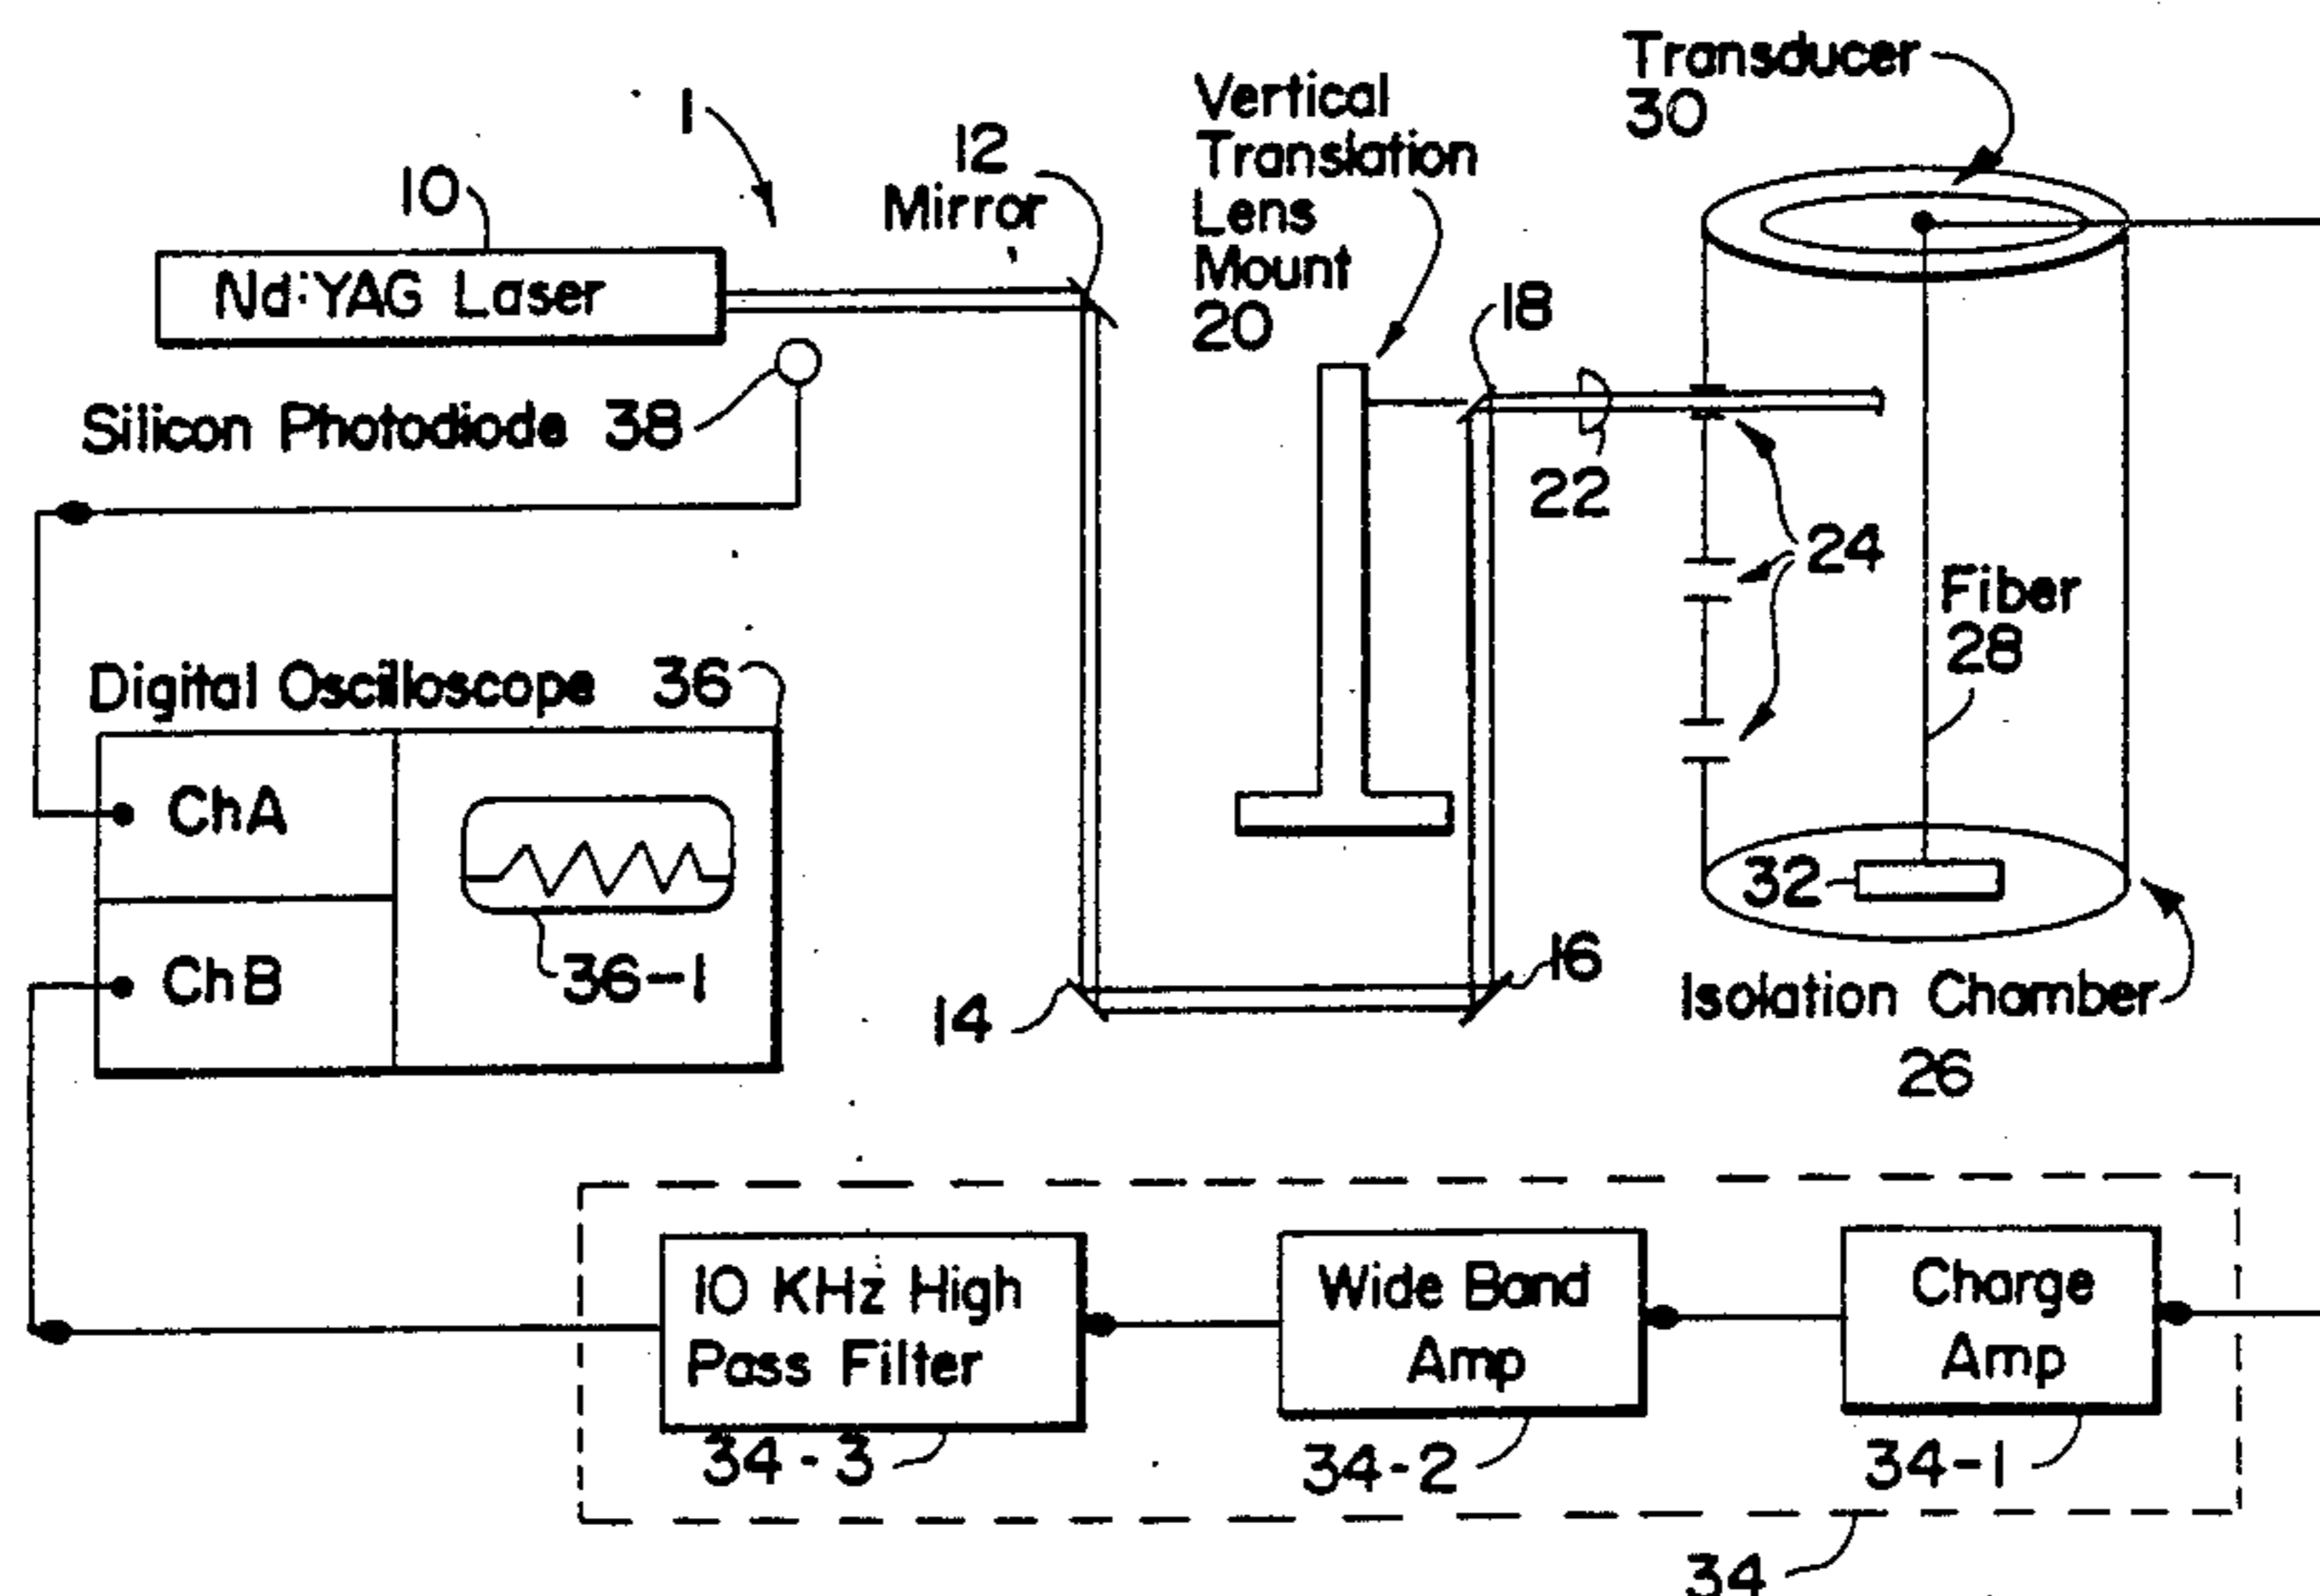 Transducer
30
Vertical
Translation
Lens
Mount
20
1
12
Mirror
10
Nd:YAG Laser
18
Silicon Photodiode 38
22
24
Fiber
28
Digital Oscilloscope 36
ChA
32
ChB
36-1
14
16
Isolation Chamber
26
10 KHz High
Pass Filter
34-3
Wide Band
Amp
34-2
Charge
Amp
34-1
34